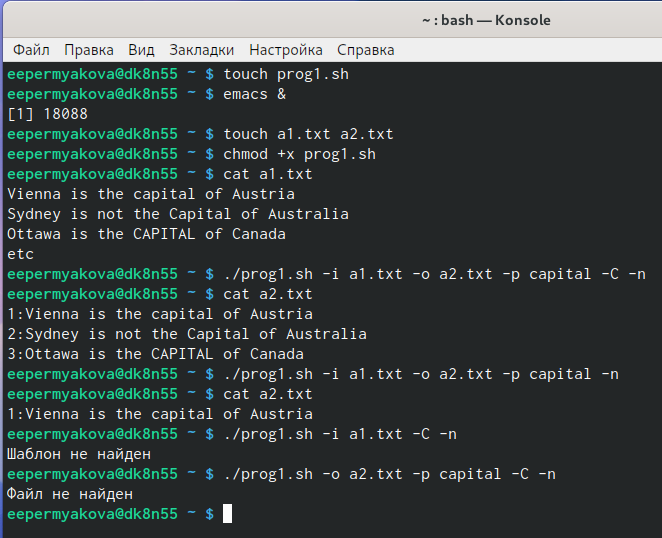 ~ : bash — Konsole
Файл Правка Вид Закладки Настройка Справка
eepermyakova@dk8n55 ~ $ touch prog1.sh
eepermyakova@dk8n55 ~ $ emacs &
[1] 18088
eepermyakova@dk8n55 ~ $ touch a1.txt a2.txt
eepermyakova@dk8n55 ~ $ chmod +x prog1.sh
eepermyakova@dk8n55 ~ $ cat a1.txt
Vienna is the capital of Austria
Sydney is not the Capital of Australia
Ottawa is the CAPITAL of Canada
etc
eepermyakova@dk8n55 ~ $ ./prog1.sh -i a1.txt -o a2.txt -p capital -C -n
eepermyakova@dk8n55 ~ $ cat a2.txt
1:Vienna is the capital of Austria
2:Sydney is not the Capital of Australia
3:Ottawa is the CAPITAL of Canada
eepermyakova@dk8n55 ~ $ ./prog1.sh -i a1.txt -o a2.txt -p capital -n
eepermyakova@dk8n55 ~ $ cat a2.txt
1:Vienna is the capital of Austria
eepermyakova@dk8n55 ~ $ ./prog1.sh -i a1.txt -C -n
Шаблон не найден
eepermyakova@dk8n55 ~ $ ./prog1.sh -o a2.txt -p capital -C -n
Файл не найден
eepermyakova@dk8n55 ~ $